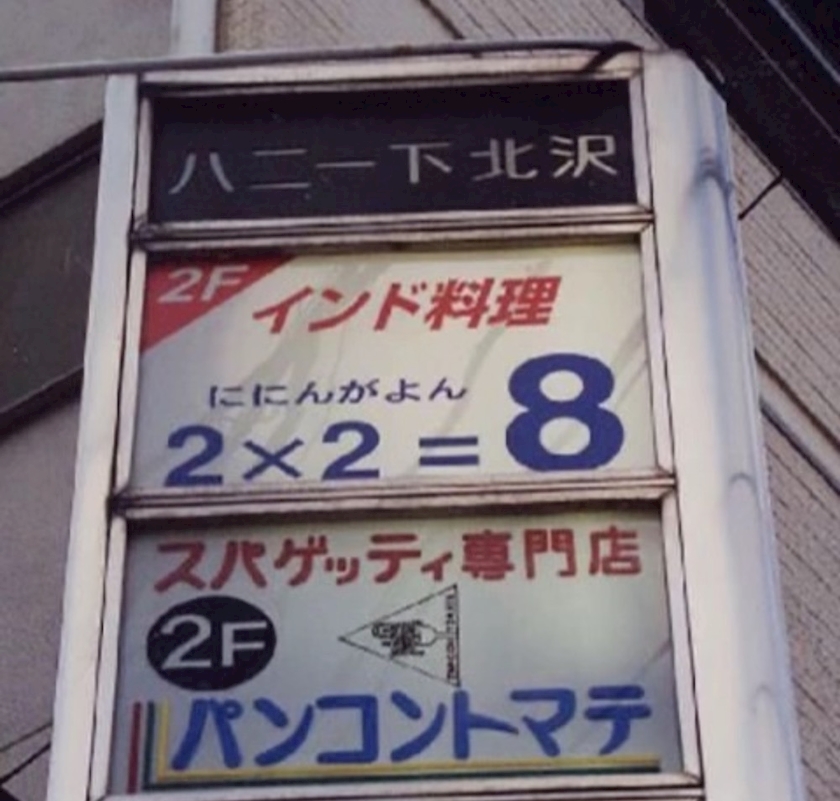 ハニー下北沢
2F
インド料理
ににんがよん
2×2=8
スパゲッティ専門店
2F
パンコントマテ